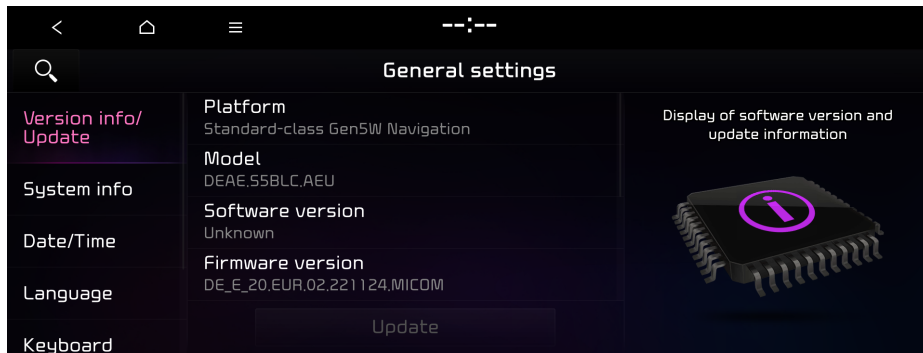 --:--
General settings
Version info/
Update
System info
Date/Time
Language
Keyboard
Platform
Standard-class Gen5W Navigation
Model
DEAE.S5BLC.AEU
Software version
Unknown
Firmware version
DE_E_20.EUR.02.221124.MICOM
Update
Display of software version and
update information